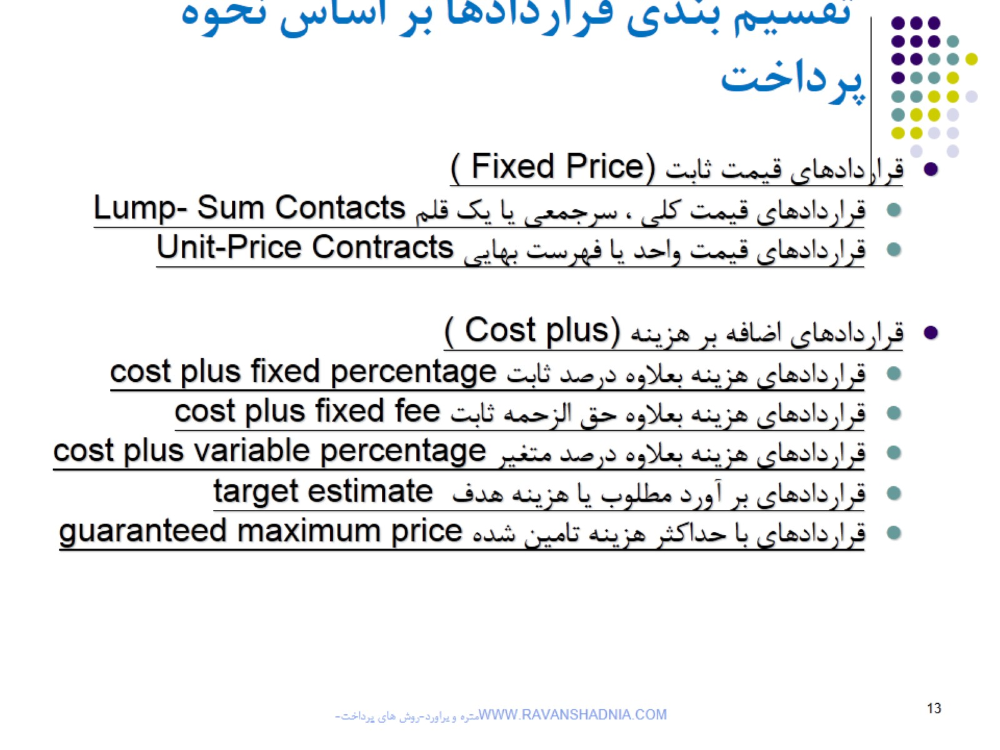 تقسیم بندی قراردادها بر اساس نحوه
پرداخت
قراردادهای قیمت ثابت (Fixed Price )
قراردادهای قیمت کلی ، سرجمعی یا یک قلم Lump- Sum Contacts
قراردادهای قیمت واحد یا فهرست بهایی Unit-Price Contracts
قراردادهای اضافه بر هزینه (Cost plus )
قراردادهای هزینه بعلاوه درصد ثابت cost plus fixed percentage
قراردادهای هزینه بعلاوه حق الزحمه ثابت cost plus fixed fee
قراردادهای هزینه بعلاوه درصد متغیر cost plus variable percentage
قراردادهای بر آورد مطلوب یا هزینه هدف target estimate
قراردادهای با حداکثر هزینه تامین شده guaranteed maximum price
WWW.RAVANSHADNIA.COMمتره و براورد-روش های پرداخت-
13